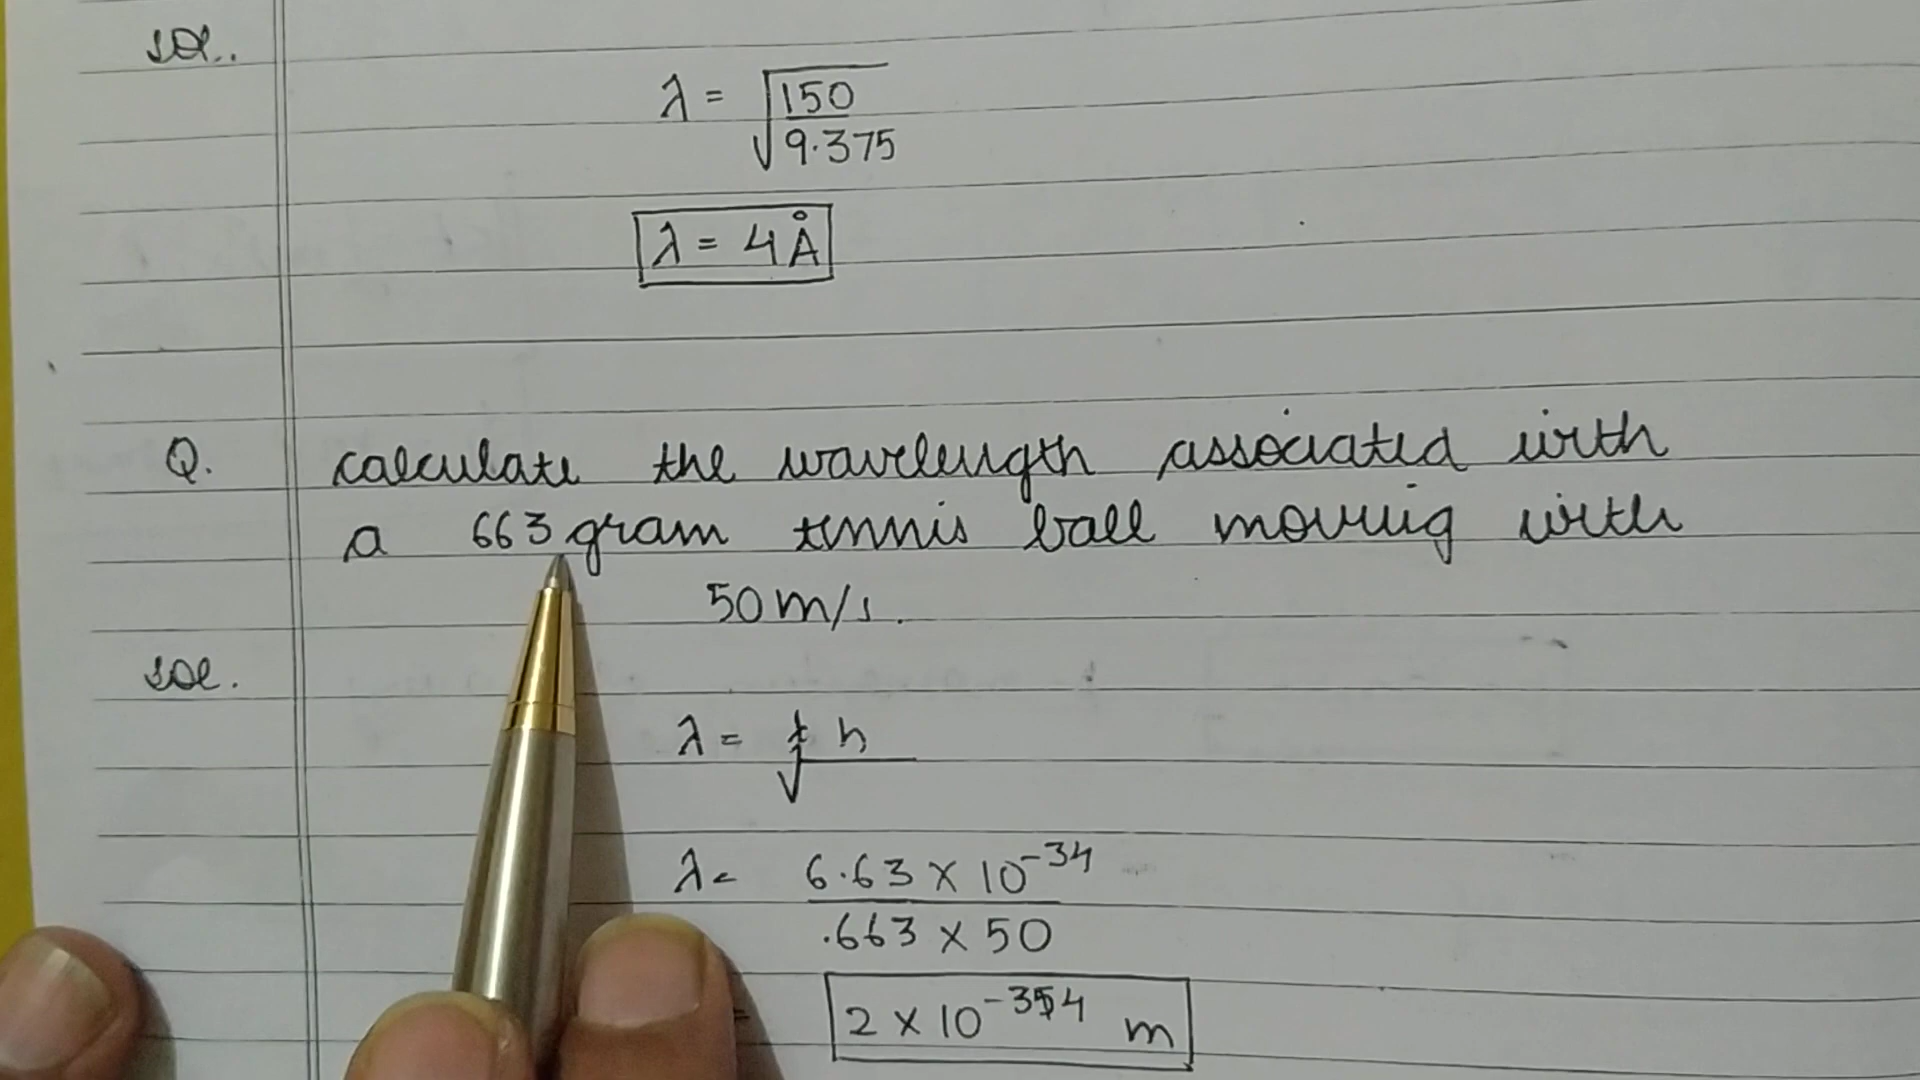 sol.
λ = √150/9.375
λ = 4 Å
Q. calculate the wavelength associated with
a 663 gram tennis ball moving with
50 m/s.
sol.
λ = h
λ = 6.63 × 10⁻³⁴
.663 × 50
= 2 × 10⁻³⁴ m